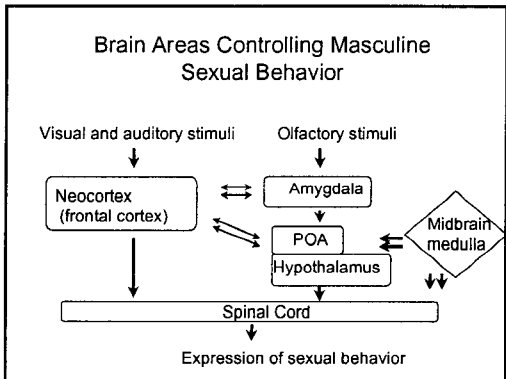 Brain Areas Controlling Masculine
Sexual Behavior
Visual and auditory stimuli
Olfactory stimuli
Neocortex
(frontal cortex)
Amygdala
POA
Hypothalamus
Midbrain
medulla
Spinal Cord
Expression of sexual behavior